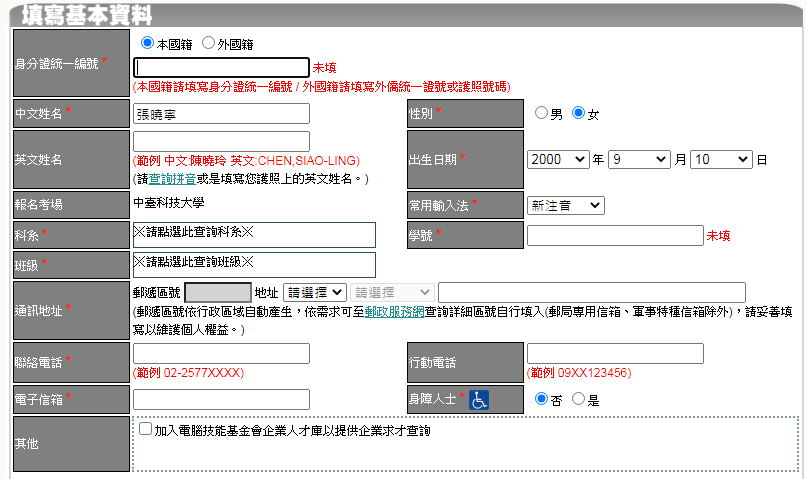 填寫基本資料
身分證統一編號 * 本國籍 外國籍
未填
(本國籍請填寫身分證統一編號 / 外國籍請填寫外僑統一證號或護照號碼)
中文姓名 * 張曉寧 性別 * 男 女
英文姓名
(範例 中文:陳曉玲 英文:CHEN,SIAO-LING)
(請查詢拼音或是填寫您護照上的英文姓名。)
出生日期 * 2000 年 9 月 10 日
報名考場 中臺科技大學 常用輸入法 * 新注音
科系 * ※請點選此查詢科系※ 學號 * 未填
班級 * ※請點選此查詢班級※
通訊地址 * 郵遞區號 地址 請選擇 請選擇
(郵遞區號依行政區域自動產生，依需求可至郵政服務網查詢詳細區號自行填入(郵局專用信箱、軍事特種信箱除外)，請妥善填
寫以維護個人權益。)
聯絡電話 * (範例 02-2577XXXX) 行動電話 (範例 09XX123456)
電子信箱 * 身障人士 * 否 是
其他 加入電腦技能基金會企業人才庫以提供企業求才查詢